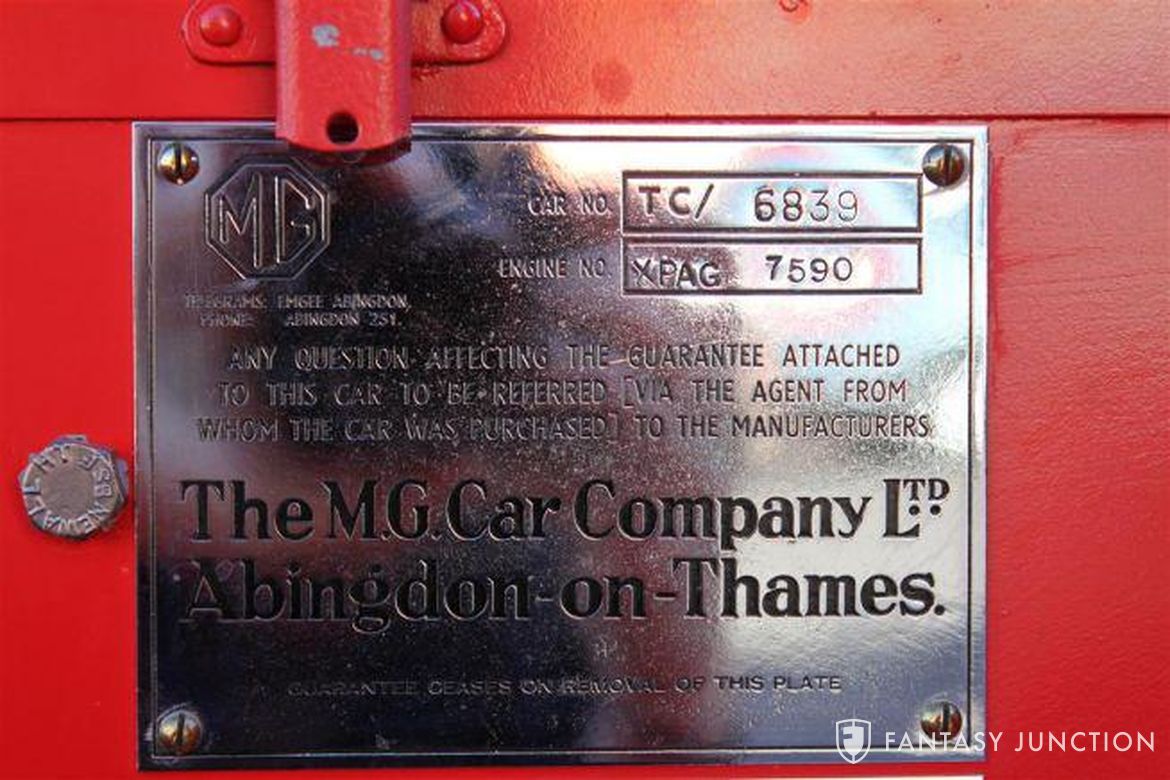 MG
CAR NO. TC/ 6839
ENGINE NO. XPAG 7590
TELEGRAMS: EMGEE ABINGDON,
PHONE: ABINGDON 251.
ANY QUESTION AFFECTING THE GUARANTEE ATTACHED
TO THIS CAR TO BE REFERRED [VIA THE AGENT FROM
WHOM THE CAR WAS PURCHASED] TO THE MANUFACTURERS
The M.G. Car Company LTD
Abingdon-on-Thames.
GUARANTEE CEASES ON REMOVAL OF THIS PLATE
NEWALL
FANTASY JUNCTION